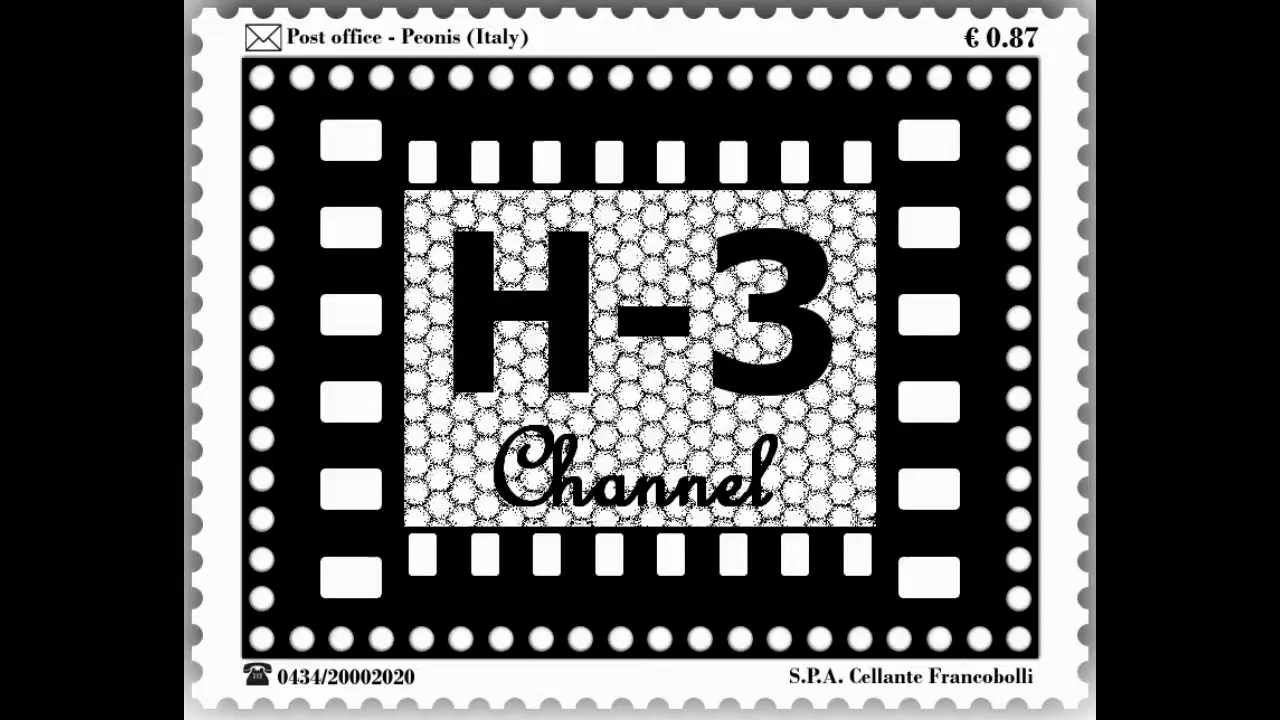 Post office - Peonis (Italy)
€ 0.87
H-3
Channel
0434/20002020
S.P.A. Cellante Francobolli